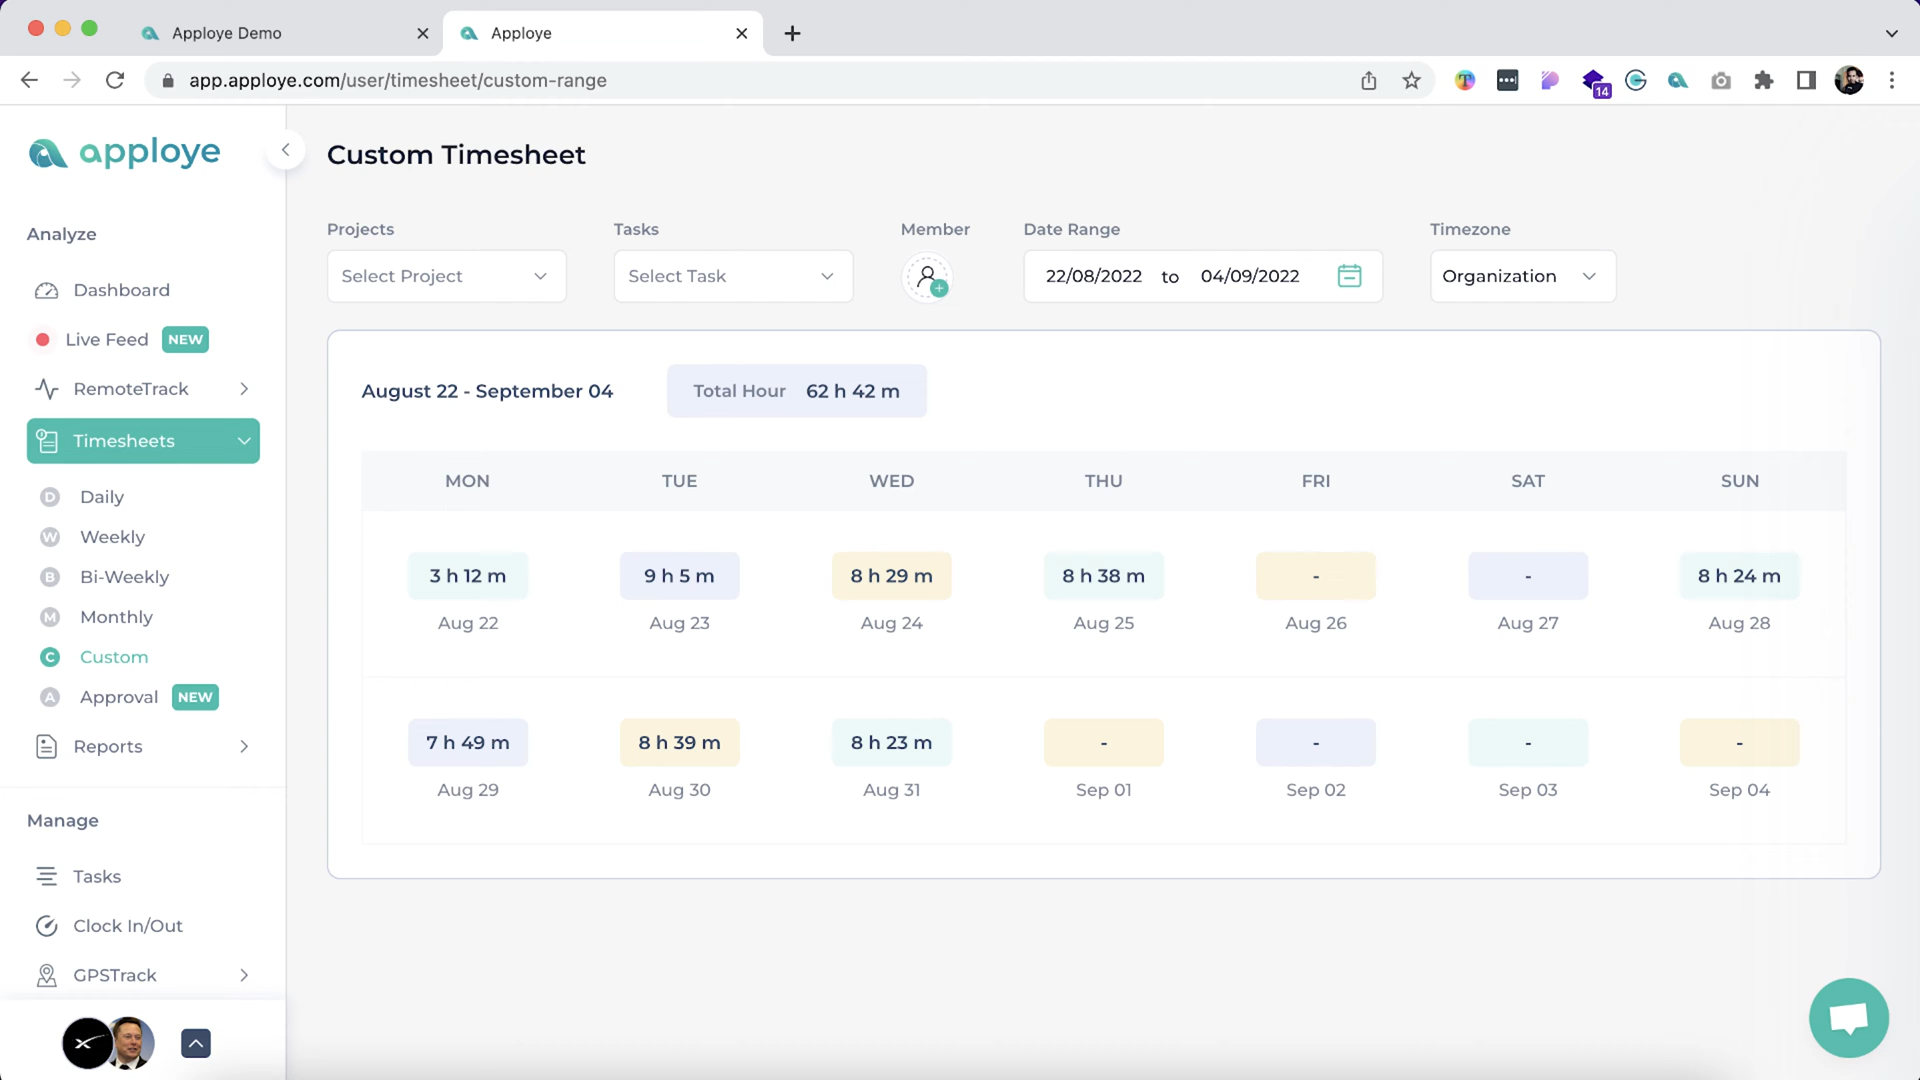 Apploye Demo
Apploye
app.apploye.com/user/timesheet/custom-range
14
apploye
Custom Timesheet
Analyze
Dashboard
Live Feed NEW
RemoteTrack
Timesheets
D Daily
W Weekly
B Bi-Weekly
M Monthly
C Custom
A Approval NEW
Reports
Manage
Tasks
Clock In/Out
GPSTrack
Projects
Select Project
Tasks
Select Task
Member
Date Range
22/08/2022 to 04/09/2022
Timezone
Organization
August 22 - September 04
Total Hour 62 h 42 m
MON TUE WED THU FRI SAT SUN
3 h 12 m 9 h 5 m 8 h 29 m 8 h 38 m - - 8 h 24 m
Aug 22 Aug 23 Aug 24 Aug 25 Aug 26 Aug 27 Aug 28
7 h 49 m 8 h 39 m 8 h 23 m - - - -
Aug 29 Aug 30 Aug 31 Sep 01 Sep 02 Sep 03 Sep 04